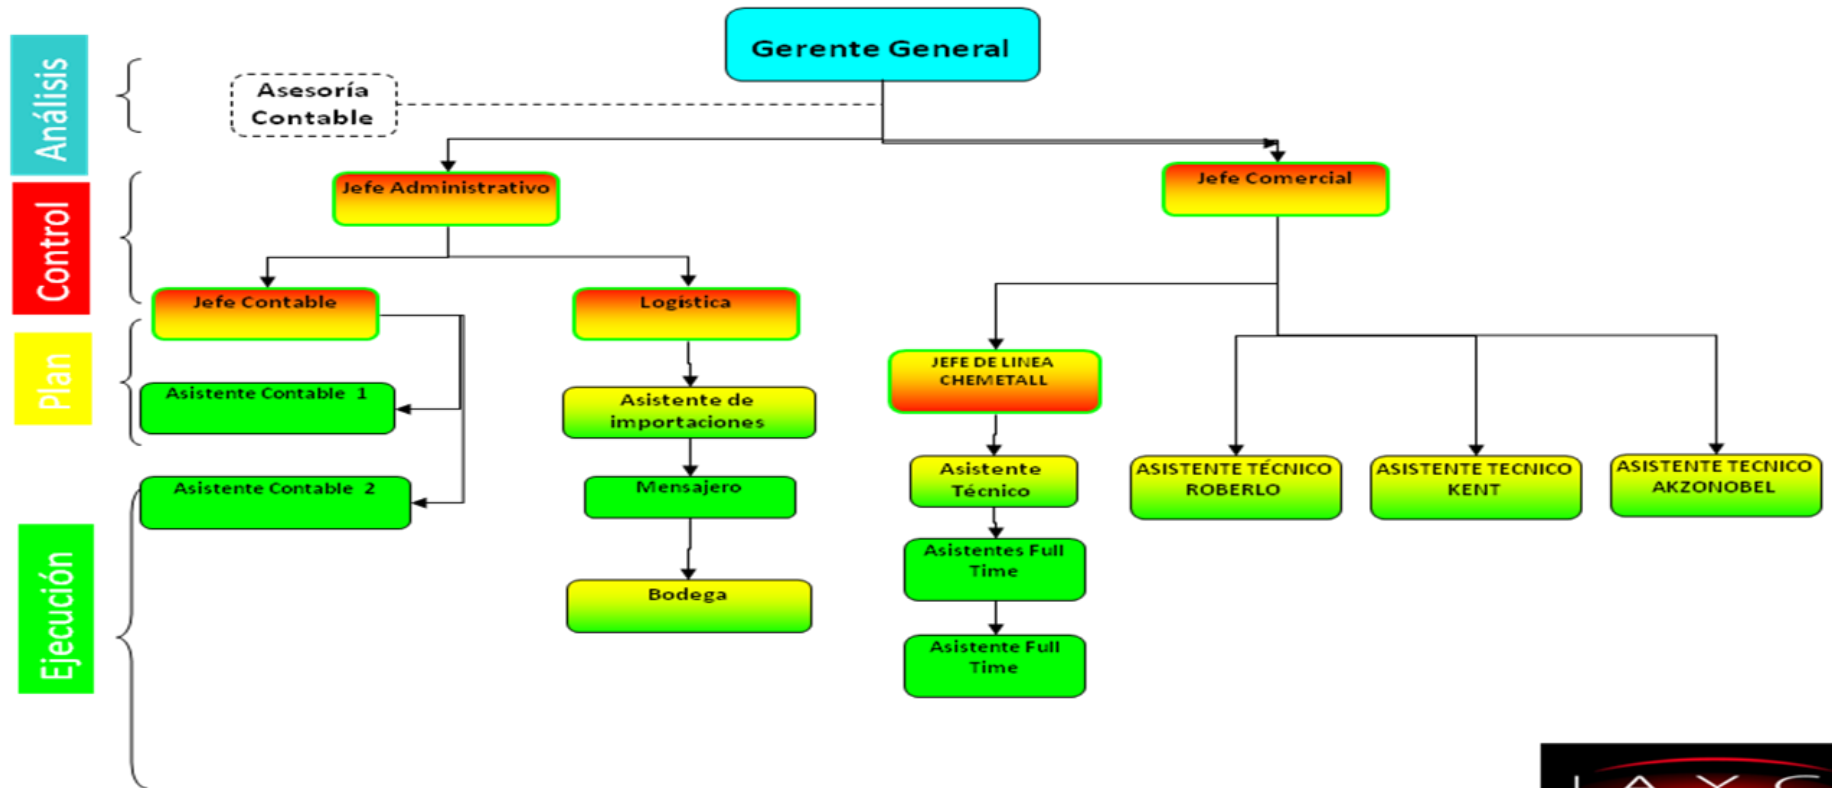 Gerente General
Análisis
Asesoría
Contable
Control
Jefe Administrativo
Jefe Comercial
Jefe Contable
Logística
Plan
JEFE DE LINEA
CHEMETALL
Asistente Contable 1
Asistente de
importaciones
Asistente
Técnico
ASISTENTE TÉCNICO
ROBERLO
ASISTENTE TECNICO
KENT
ASISTENTE TECNICO
AKZONOBEL
Asistente Contable 2
Mensajero
Ejecución
Asistentes Full
Time
Bodega
Asistente Full
Time